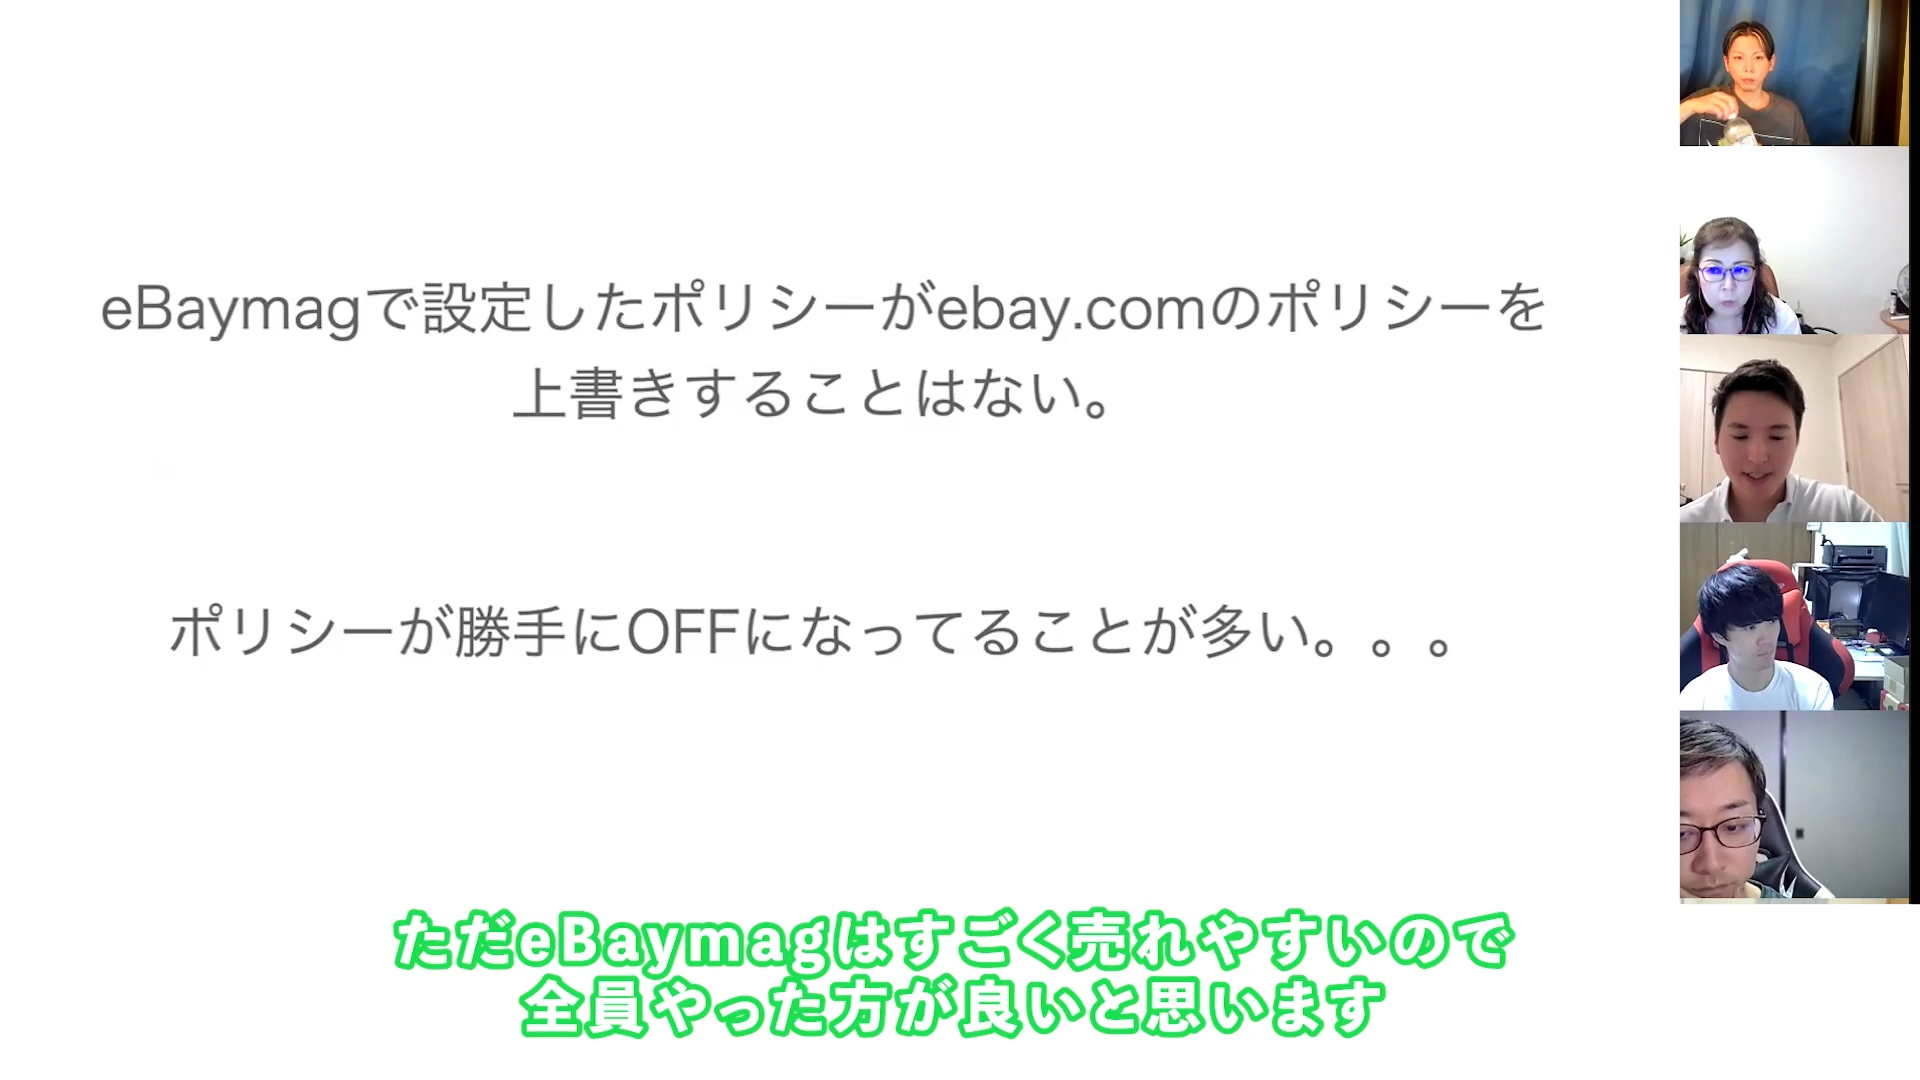 eBaymagで設定したポリシーがebay.comのポリシーを
上書きすることはない。
ポリシーが勝手にOFFになってることが多い。。。
ただeBaymagはすごく売れやすいので
全員やった方が良いと思います